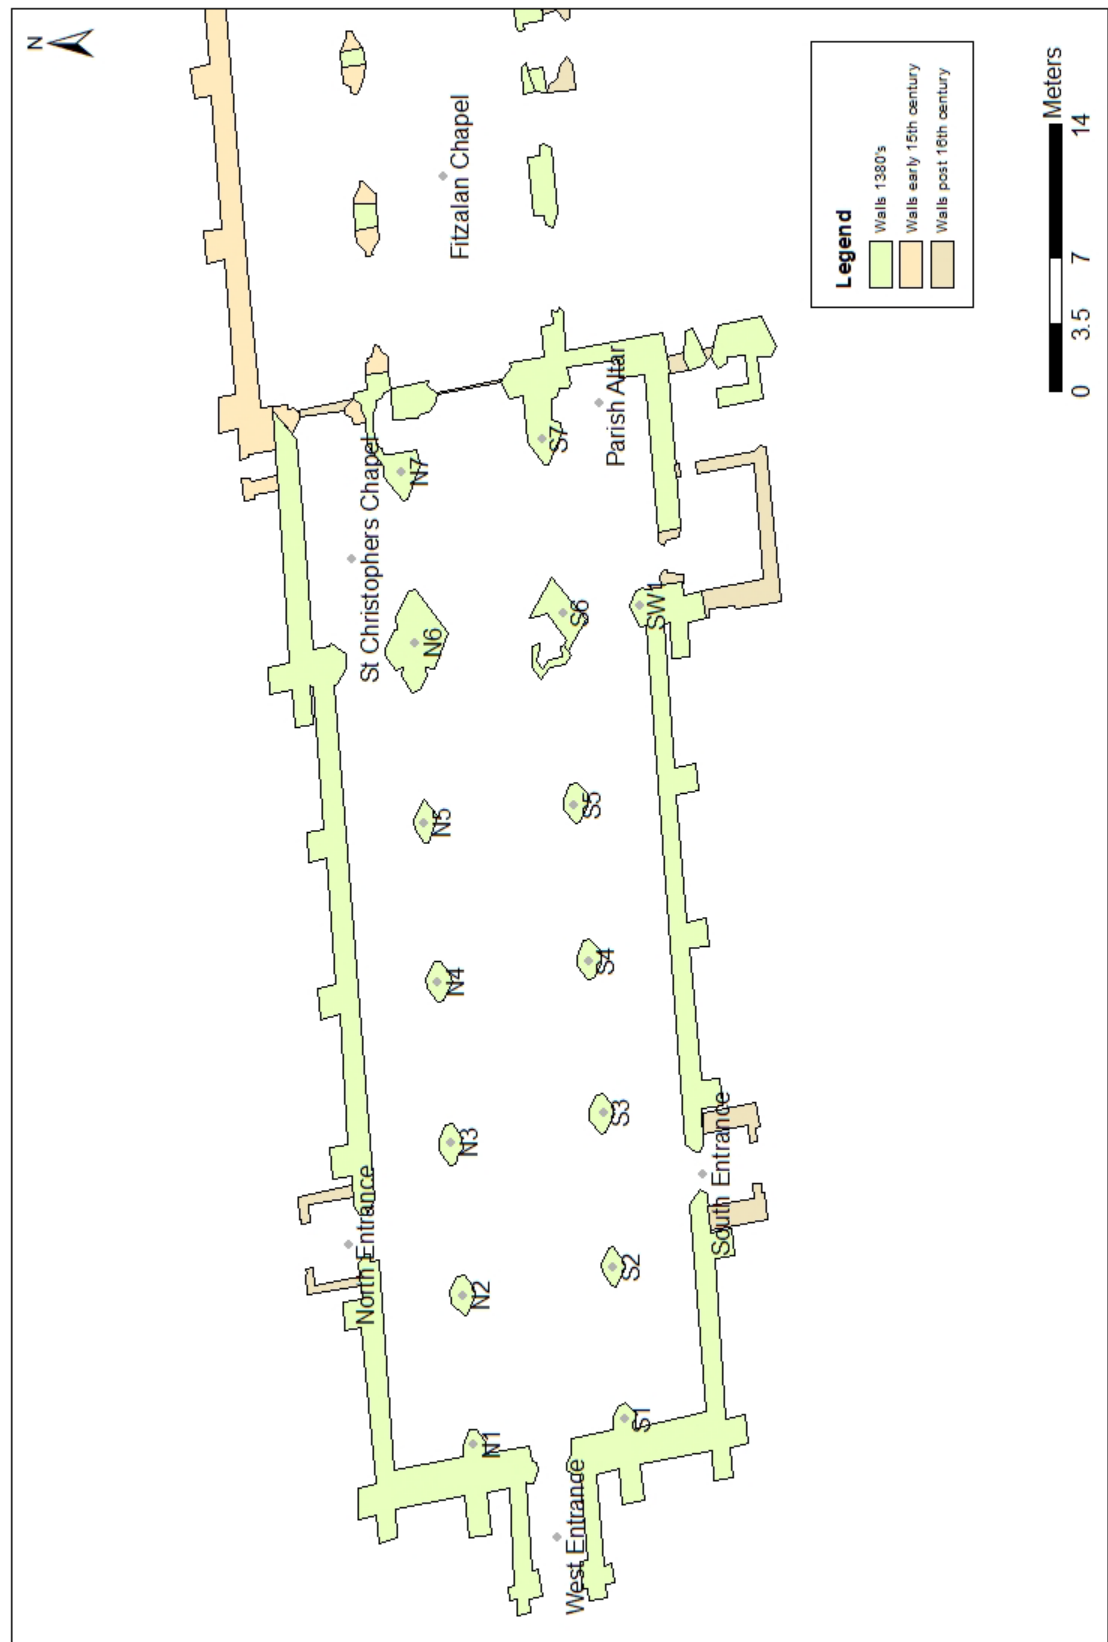 N
Fitzalan Chapel
St Christophers Chapel
Parish Altar
N7
S7
N6
S6
SW1
N5
S5
N4
S4
N3
S3
North Entrance
South Entrance
N2
S2
N1
S1
West Entrance
Legend
Walls 1380's
Walls early 15th century
Walls post 16th century
0 3.5 7 14
Meters